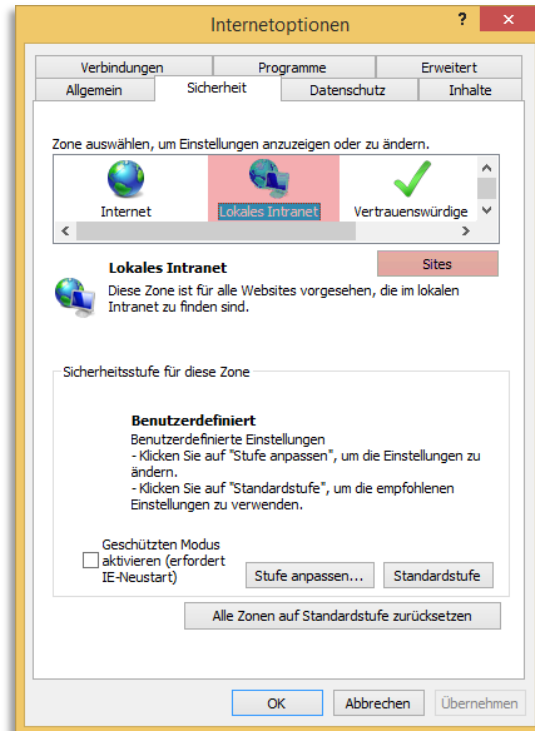 Internetoptionen
?
x
Verbindungen
Programme
Erweitert
Allgemein
Sicherheit
Datenschutz
Inhalte
Zone auswählen, um Einstellungen anzuzeigen oder zu ändern.
Internet
Lokales Intranet
Vertrauenswürdige
Lokales Intranet
Sites
Diese Zone ist für alle Websites vorgesehen, die im lokalen
Intranet zu finden sind.
Sicherheitsstufe für diese Zone
Benutzerdefiniert
Benutzerdefinierte Einstellungen
- Klicken Sie auf "Stufe anpassen", um die Einstellungen zu
ändern.
- Klicken Sie auf "Standardstufe", um die empfohlenen
Einstellungen zu verwenden.
Geschützten Modus
aktivieren (erfordert
IE-Neustart)
Stufe anpassen...
Standardstufe
Alle Zonen auf Standardstufe zurücksetzen
OK
Abbrechen
Übernehmen